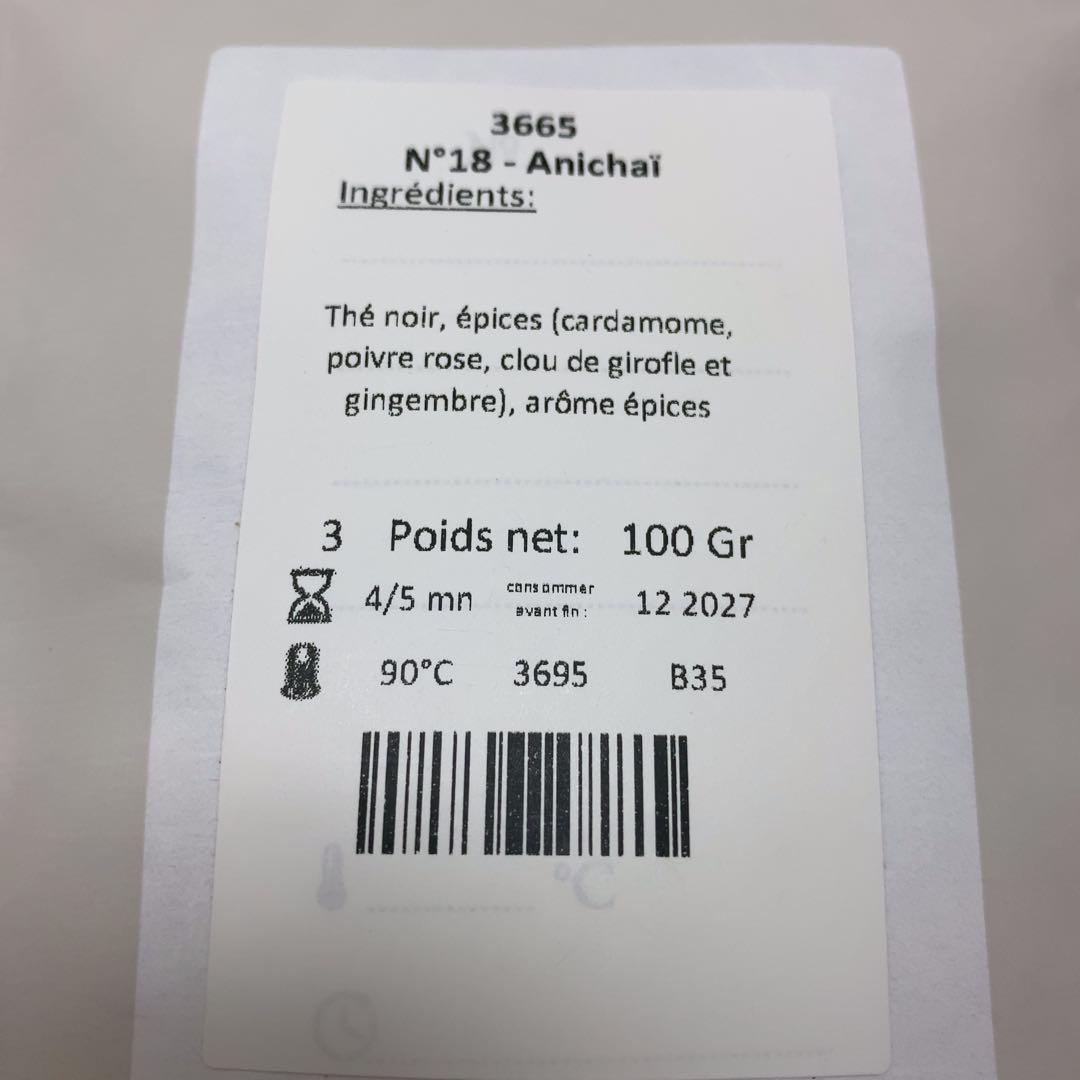 3665
N°18 - Anichaï
Ingrédients:
Thé noir, épices (cardamome,
poivre rose, clou de girofle et
gingembre), arôme épices
3 Poids net: 100 Gr
4/5 mn consommer avant fin : 12 2027
90°C 3695 B35
°C